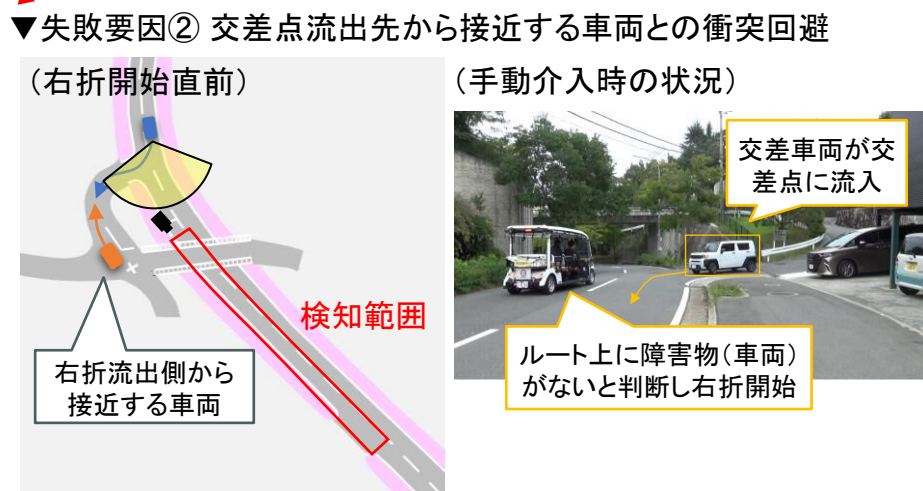 ▼失敗要因② 交差点流出先から接近する車両との衝突回避
（右折開始直前）
検知範囲
右折流出側から
接近する車両
（手動介入時の状況）
交差車両が交
差点に流入
ルート上に障害物（車両）
がないと判断し右折開始